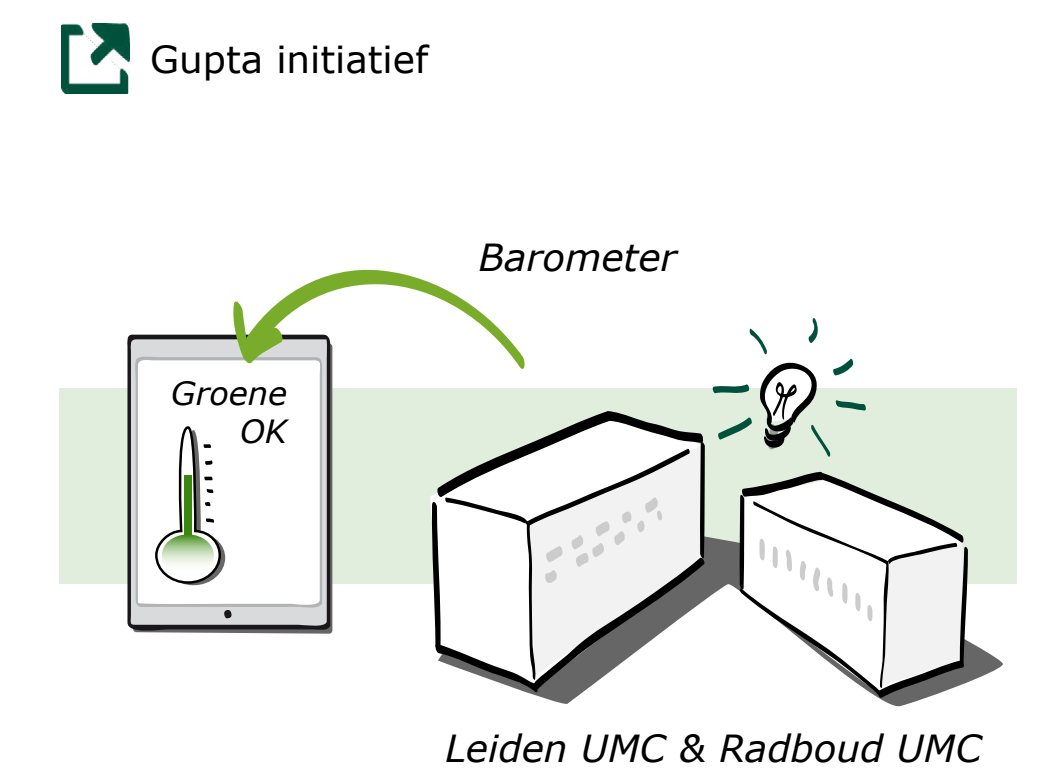 Gupta initiatief
Barometer
Groene
OK
Leiden UMC & Radboud UMC